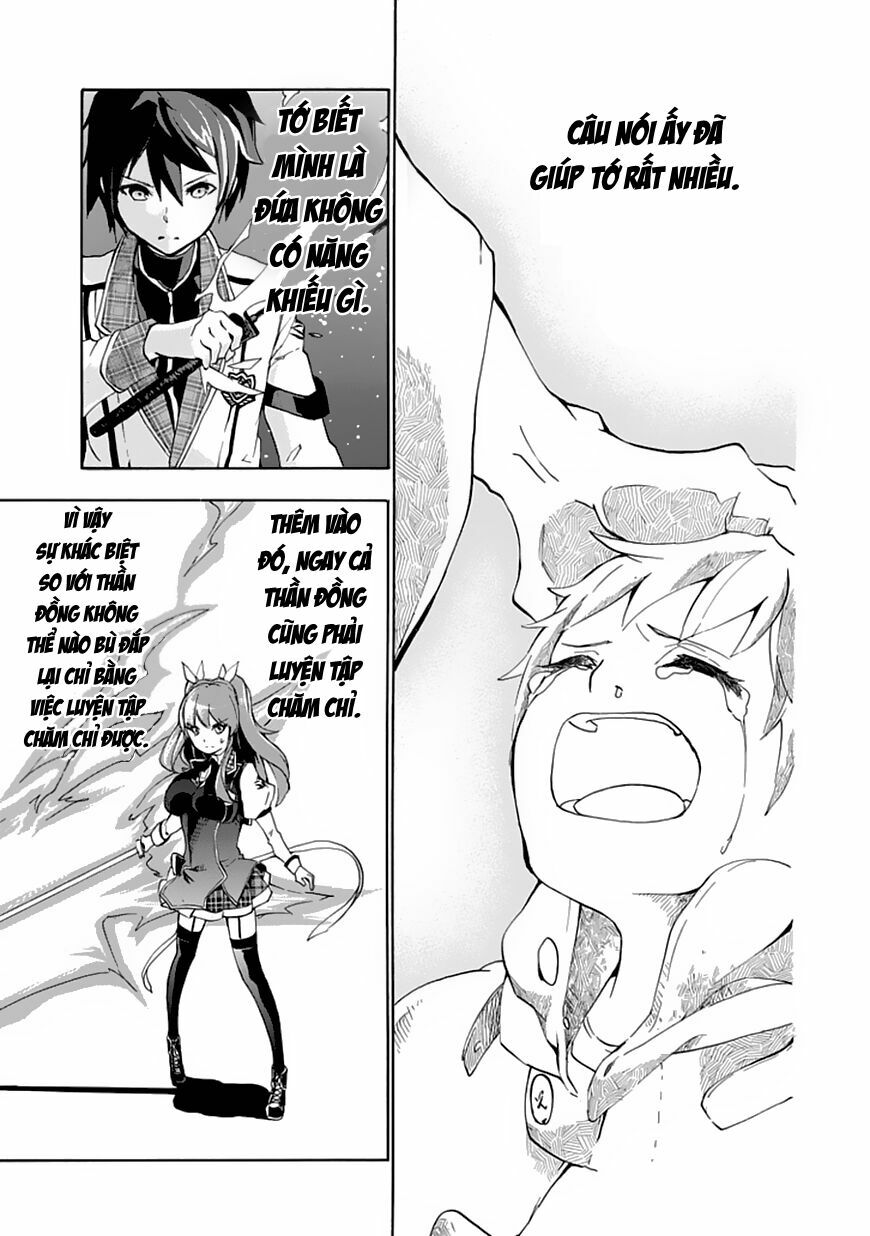 CÂU NÓI ẤY ĐÃ
GIÚP TỚ RẤT NHIỀU.
TỚ BIẾT
MÌNH LÀ
ĐỨA KHÔNG
CÓ NĂNG
KHIẾU GÌ.
THÊM VÀO
ĐÓ, NGAY CẢ
THẦN ĐỒNG
CŨNG PHẢI
LUYỆN TẬP
CHĂM CHỈ.
VÌ VẬY
SỰ KHÁC BIỆT
SO VỚI THẦN
ĐỒNG KHÔNG
THỂ NÀO BÙ ĐẮP
LẠI CHỈ BẰNG
VIỆC LUYỆN TẬP
CHĂM CHỈ ĐƯỢC.